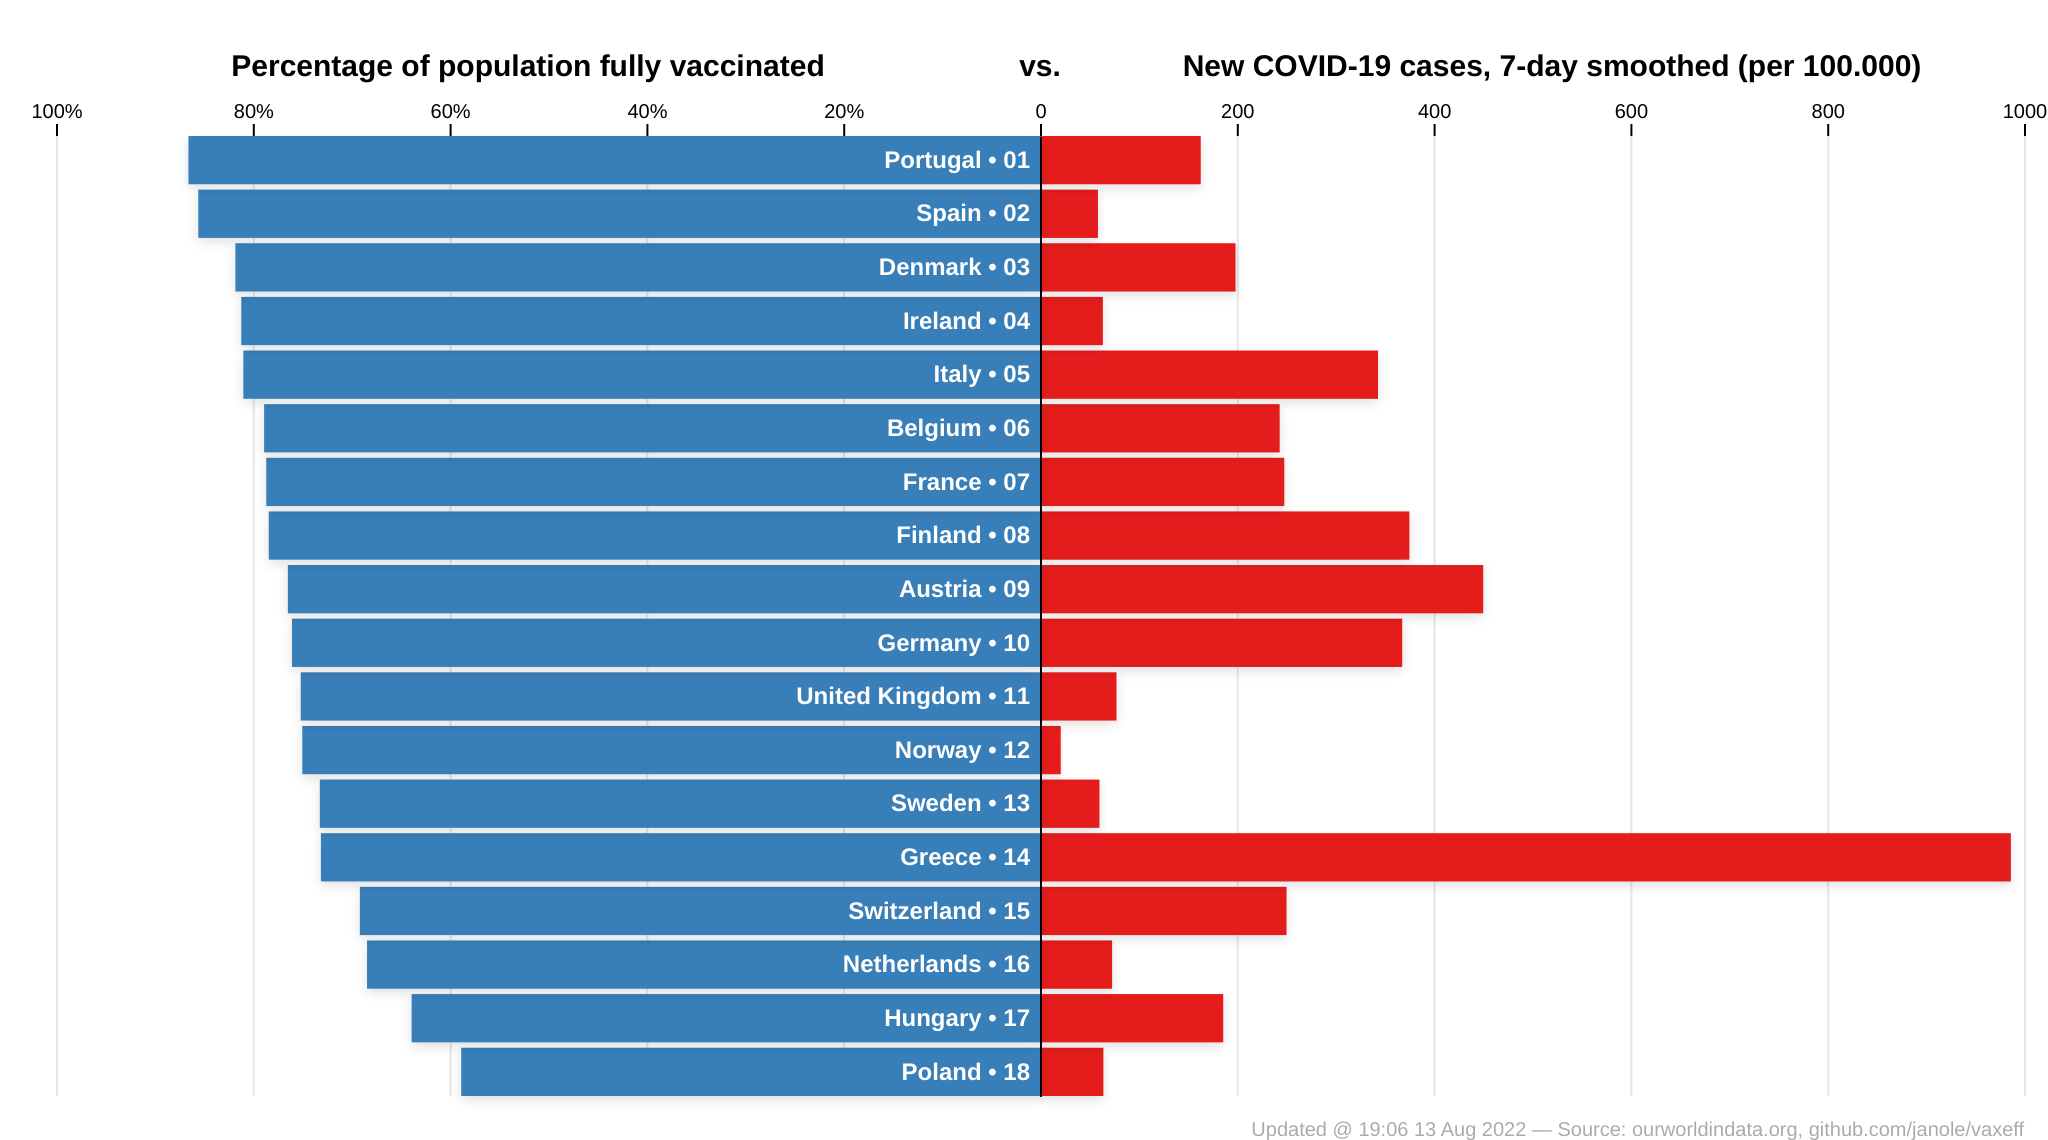 Percentage of population fully vaccinated vs. New COVID-19 cases, 7-day smoothed (per 100.000)
100% 80% 60% 40% 20% 0 200 400 600 800 1000
Portugal • 01
Spain • 02
Denmark • 03
Ireland • 04
Italy • 05
Belgium • 06
France • 07
Finland • 08
Austria • 09
Germany • 10
United Kingdom • 11
Norway • 12
Sweden • 13
Greece • 14
Switzerland • 15
Netherlands • 16
Hungary • 17
Poland • 18
Updated @ 19:06 13 Aug 2022 — Source: ourworldindata.org, github.com/janole/vaxeff